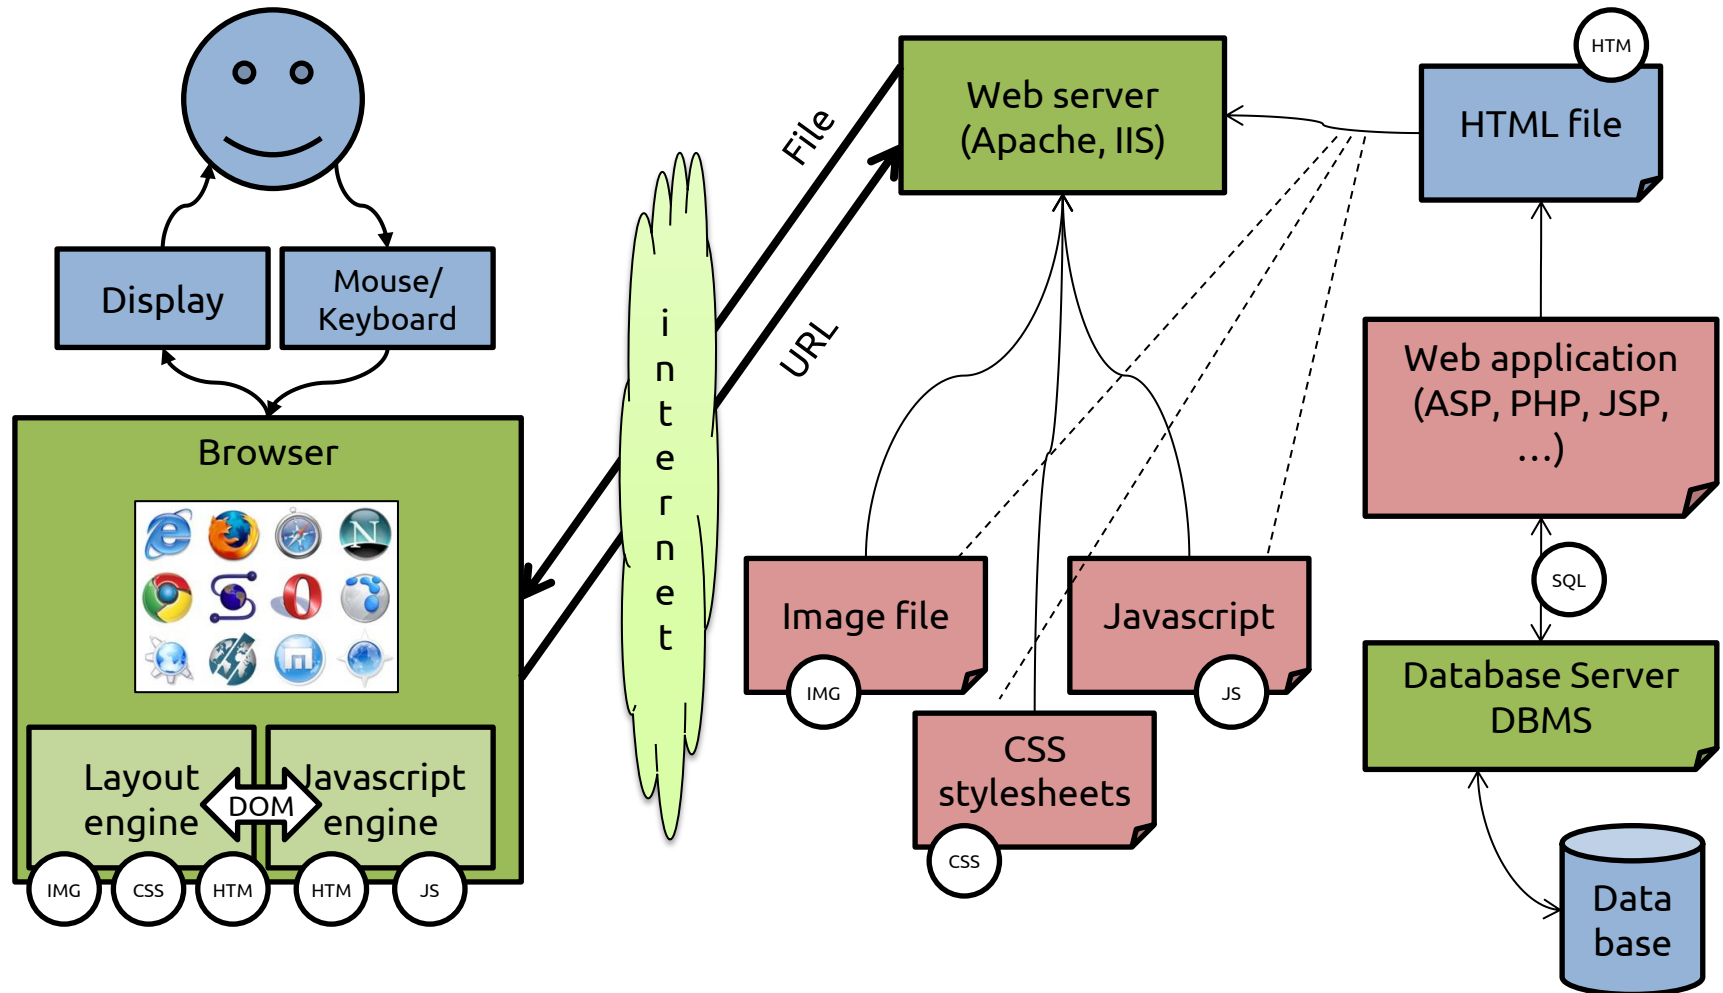 Display
Mouse/
Keyboard
Browser
N
Layout
engine
DOM
Javascript
engine
IMG
CSS
HTM
HTM
JS
i
n
t
e
r
n
e
t
File
URL
Web server
(Apache, IIS)
HTM
HTML file
Web application
(ASP, PHP, JSP,
…)
SQL
Image file
IMG
Javascript
JS
CSS
stylesheets
CSS
Database Server
DBMS
Data
base